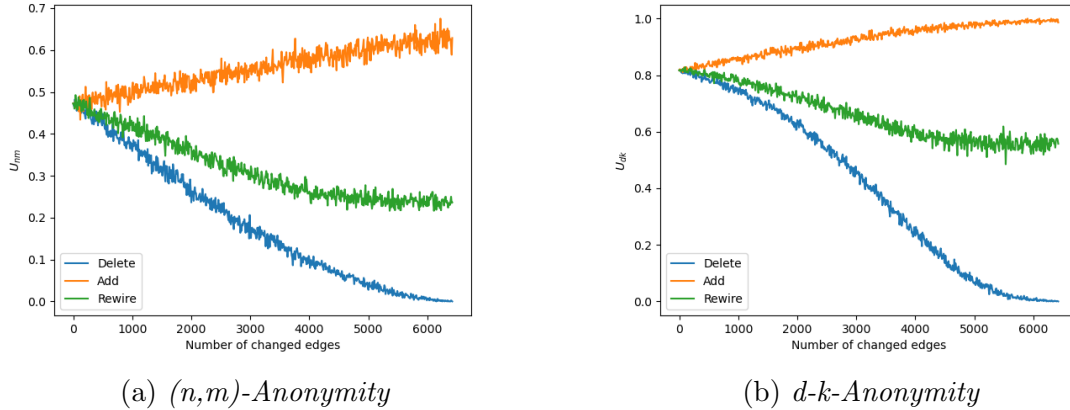 0.7
0.6
0.5
0.4
0.3
0.2
0.1
0.0
U_nm
Delete
Add
Rewire
0 1000 2000 3000 4000 5000 6000
Number of changed edges
(a) (n,m)-Anonymity
1.0
0.8
0.6
0.4
0.2
0.0
U_dk
Delete
Add
Rewire
0 1000 2000 3000 4000 5000 6000
Number of changed edges
(b) d-k-Anonymity